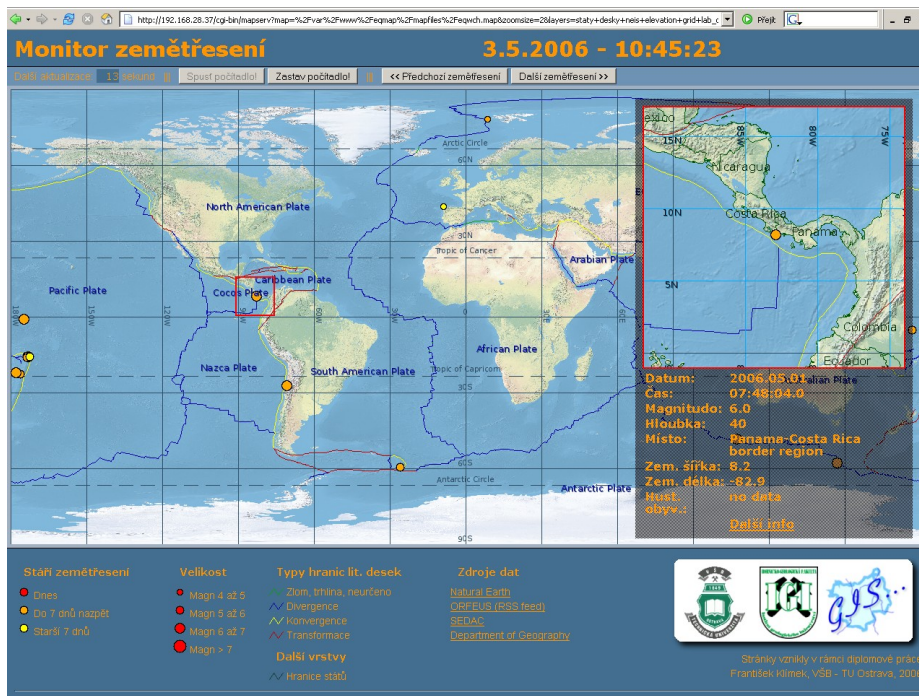 http://192.168.28.37/cgi-bin/mapserv?map=%2Fvar%2Fwww%2Feqmap%2Fmapfiles%2Feqwch.map&zoomsize=2&layers=staty+desky+neis+elevation+grid+lab_c
Přejít
Monitor zemětřesení
3.5.2006 - 10:45:23
Další aktualizace: 13 sekund ||| Spusť počítadlo! Zastav počítadlo! ||| << Předchozí zemětřesení Další zemětřesení >>
Arctic Circle
60N
North American Plate
30N
Tropic of Cancer
Arabian Plate
Caribbean Plate
Cocos Plate
Pacific Plate
180W 150W 120W 90W 60W 30W 0 30E 60E
African Plate
Nazca Plate
South American Plate
Tropic of Capricorn
30S
60S
Antarctic Circle
Antarctic Plate
90S
85W 80W 75W
15N
Nicaragua
10N
Costa Rica
Panama
5N
Colombia
Ecuador
Datum: 2006.05.01
Čas: 07:48:04.0
Magnitudo: 6.0
Hloubka: 40
Místo: Panama-Costa Rica
border region
Zem. šířka: 8.2
Zem. délka: -82.9
Hust. no data
obyv.:
Další info
Stáří zemětřesení
Dnes
Do 7 dnů nazpět
Starší 7 dnů
Velikost
Magn 4 až 5
Magn 5 až 6
Magn 6 až 7
Magn > 7
Typy hranic lit. desek
Zlom, trhlina, neurčeno
Divergence
Konvergence
Transformace
Další vrstvy
Hranice států
Zdroje dat
Natural Earth
ORFEUS (RSS feed)
SEDAC
Department of Geography
GIS...
Stránky vznikly v rámci diplomové práce
František Klímek, VŠB - TU Ostrava, 2006